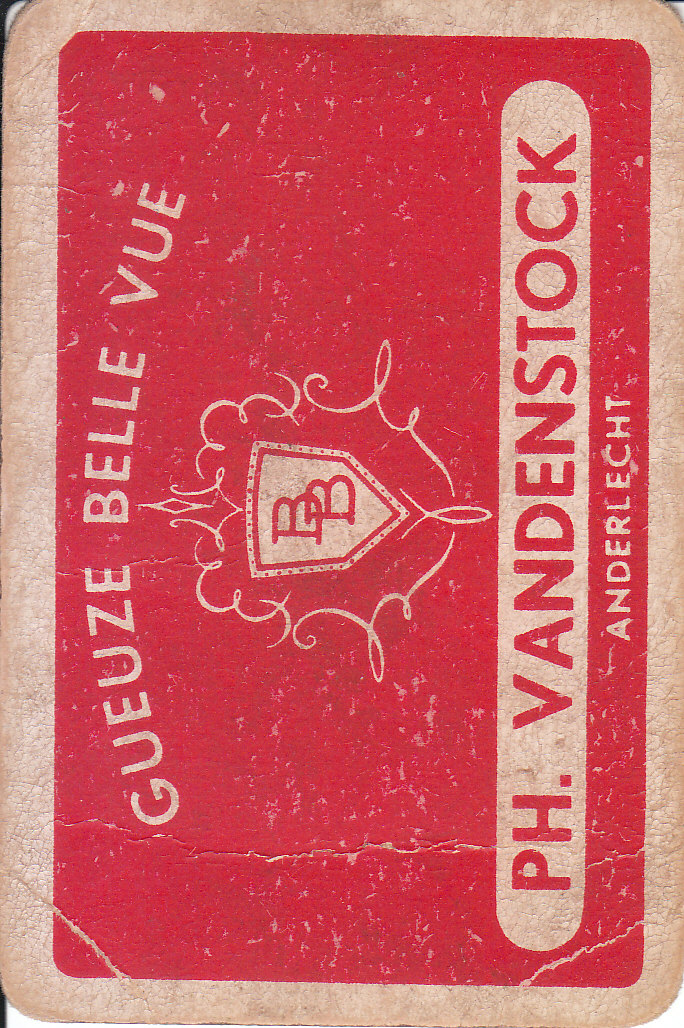 GUEUZE BELLE VUE
BB
PH. VANDENSTOCK
ANDERLECHT